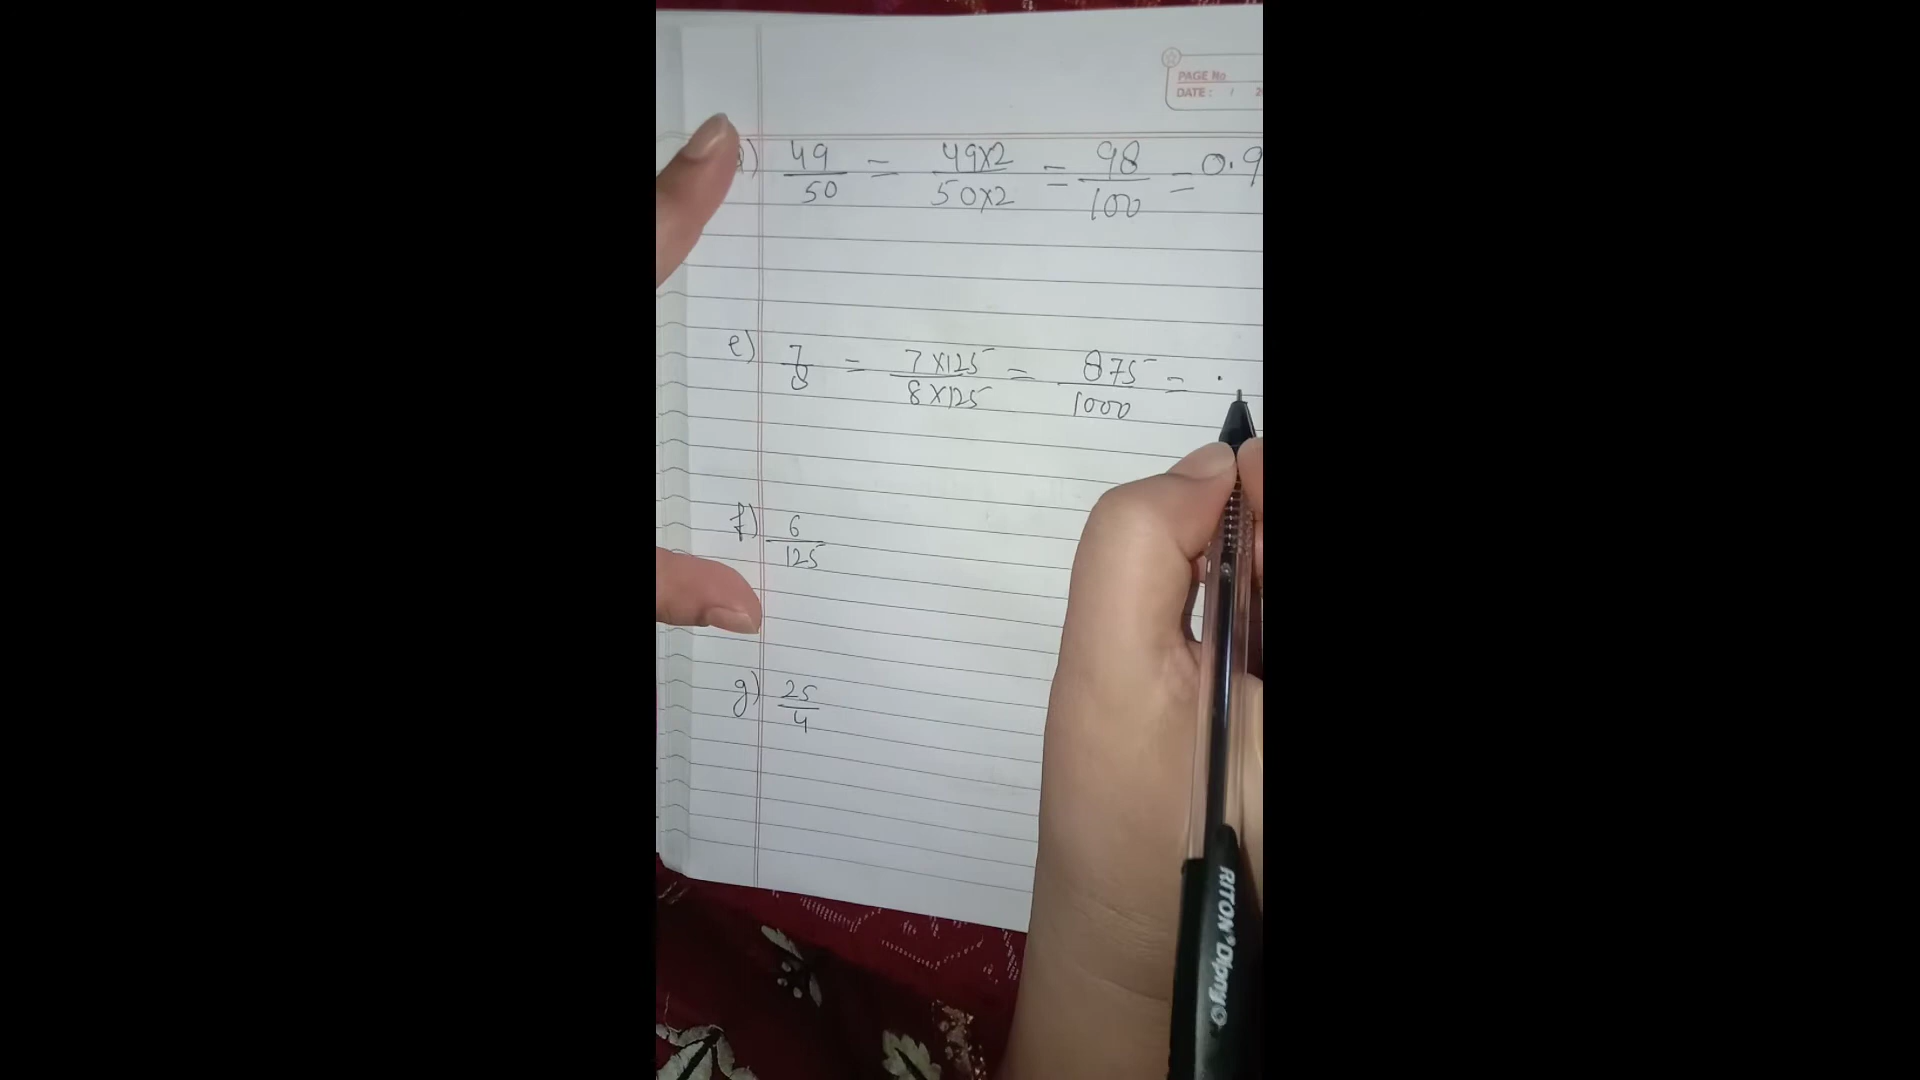 PAGE No
DATE : /
49/50 = 49x2/50x2 = 98/100 = 0.9
e) 7/8 = 7x125/8x125 = 875/1000 = .
f) 6/125
g) 25/4
RITON Dlpny